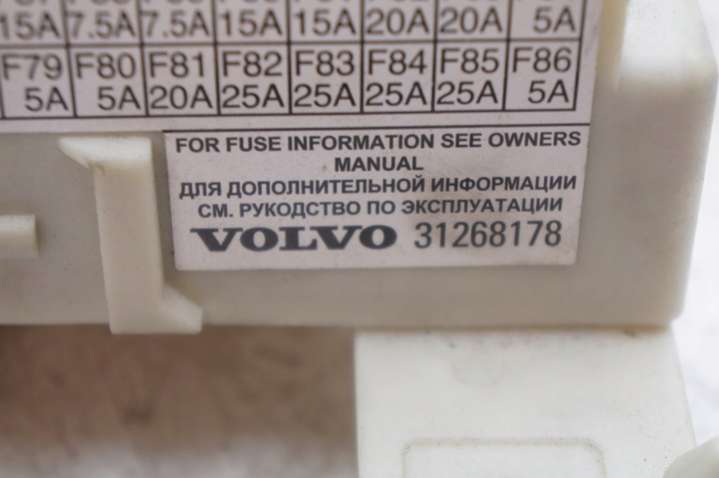 15A 7.5A 7.5A 15A 15A 20A 20A 5A
F79 F80 F81 F82 F83 F84 F85 F86
5A 5A 20A 25A 25A 25A 25A 5A
FOR FUSE INFORMATION SEE OWNERS
MANUAL
ДЛЯ ДОПОЛНИТЕЛЬНОЙ ИНФОРМАЦИИ
СМ. РУКОДСТВО ПО ЭКСПЛУАТАЦИИ
VOLVO 31268178